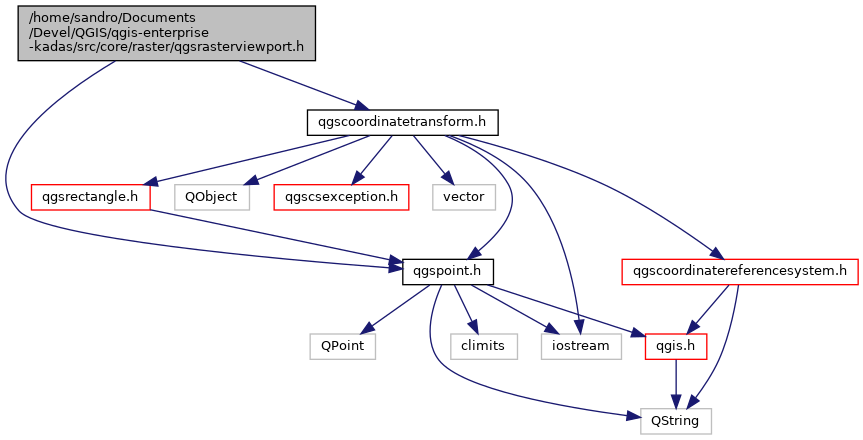 /home/sandro/Documents
/Devel/QGIS/qgis-enterprise
-kadas/src/core/raster/qgsrasterviewport.h
qgscoordinatetransform.h
qgsrectangle.h
QObject
qgscsexception.h
vector
qgspoint.h
qgscoordinatereferencesystem.h
QPoint
climits
iostream
qgis.h
QString